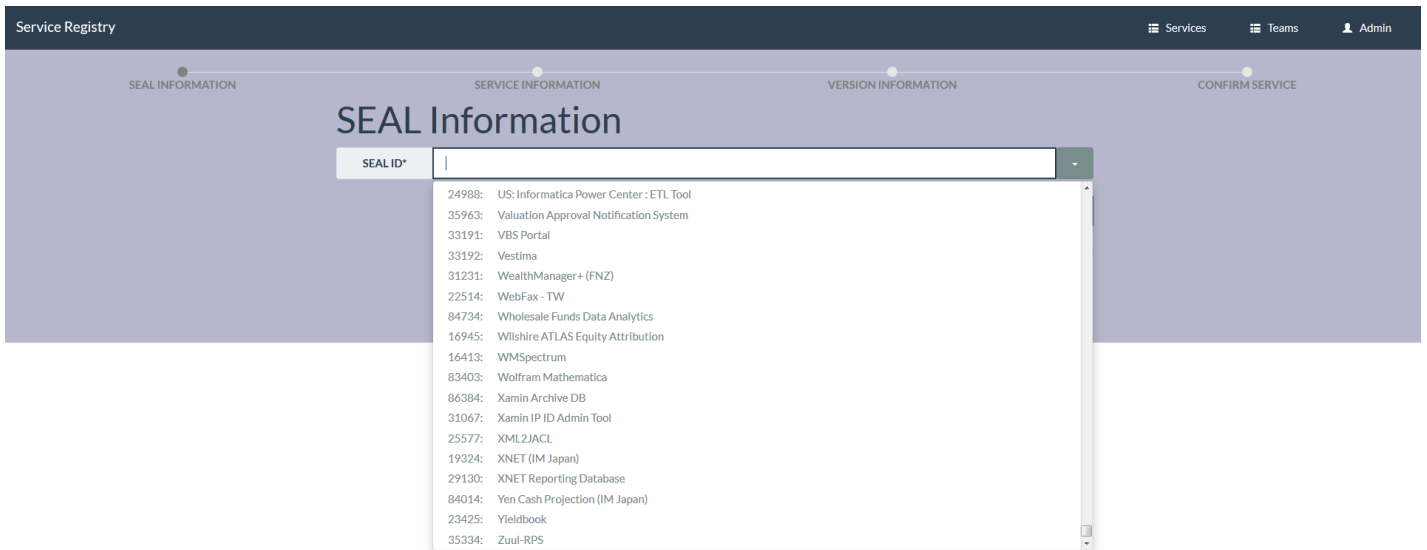 Service Registry Services Teams Admin
SEAL INFORMATION SERVICE INFORMATION VERSION INFORMATION CONFIRM SERVICE
SEAL Information
SEAL ID*
24988: US: Informatica Power Center : ETL Tool
35963: Valuation Approval Notification System
33191: VBS Portal
33192: Vestima
31231: WealthManager+ (FNZ)
22514: WebFax - TW
84734: Wholesale Funds Data Analytics
16945: Wilshire ATLAS Equity Attribution
16413: WMSpectrum
83403: Wolfram Mathematica
86384: Xamin Archive DB
31067: Xamin IP ID Admin Tool
25577: XML2JACL
19324: XNET (IM Japan)
29130: XNET Reporting Database
84014: Yen Cash Projection (IM Japan)
23425: Yieldbook
35334: Zuul-RPS